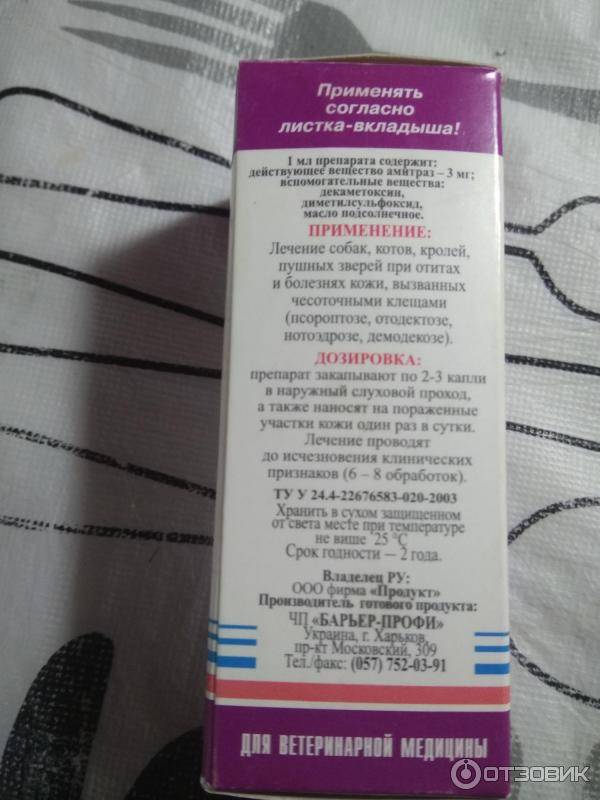 Применять
согласно
листка-вкладыша!
1 мл препарата содержит:
действующее вещество амитраз – 3 мг;
вспомогательные вещества:
декаметоксин,
диметилсульфоксид,
масло подсолнечное.
ПРИМЕНЕНИЕ:
Лечение собак, котов, кролей,
пушных зверей при отитах
и болезнях кожи, вызванных
чесоточными клещами
(псороптозе, отодектозе,
нотоэдрозе, демодекозе).
ДОЗИРОВКА:
препарат закапывают по 2-3 капли
в наружный слуховой проход,
а также наносят на пораженные
участки кожи один раз в сутки.
Лечение проводят
до исчезновения клинических
признаков (6 – 8 обработок).
ТУ У 24.4-22676583-020-2003
Хранить в сухом защищенном
от света месте при температуре
не више 25 °С
Срок годности — 2 года.
Владелец РУ:
ООО фирма «Продукт»
Производитель готового продукта:
ЧП «БАРЬЕР-ПРОФИ»
Украина, г. Харьков,
пр-кт Московский, 309
Тел./факс: (057) 752-03-91
ДЛЯ ВЕТЕРИНАРНОЙ МЕДИЦИНЫ
ОТЗОВИК